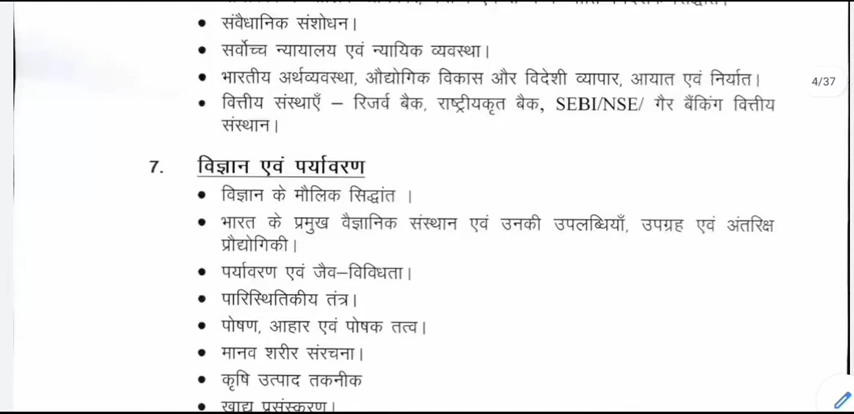 • संवैधानिक संशोधन।
• सर्वोच्च न्यायालय एवं न्यायिक व्यवस्था।
• भारतीय अर्थव्यवस्था, औद्योगिक विकास और विदेशी व्यापार, आयात एवं निर्यात।
4/37
• वित्तीय संस्थाएँ – रिजर्व बैक, राष्ट्रीयकृत बैक, SEBI/NSE/ गैर बैंकिंग वित्तीय
संस्थान।
7. विज्ञान एवं पर्यावरण
• विज्ञान के मौलिक सिद्धांत ।
• भारत के प्रमुख वैज्ञानिक संस्थान एवं उनकी उपलब्धियाँ, उपग्रह एवं अंतरिक्ष
प्रौद्योगिकी।
• पर्यावरण एवं जैव–विविधता।
• पारिस्थितिकीय तंत्र।
• पोषण, आहार एवं पोषक तत्व।
• मानव शरीर संरचना।
• कृषि उत्पाद तकनीक
• खाद्य प्रसंस्करण।